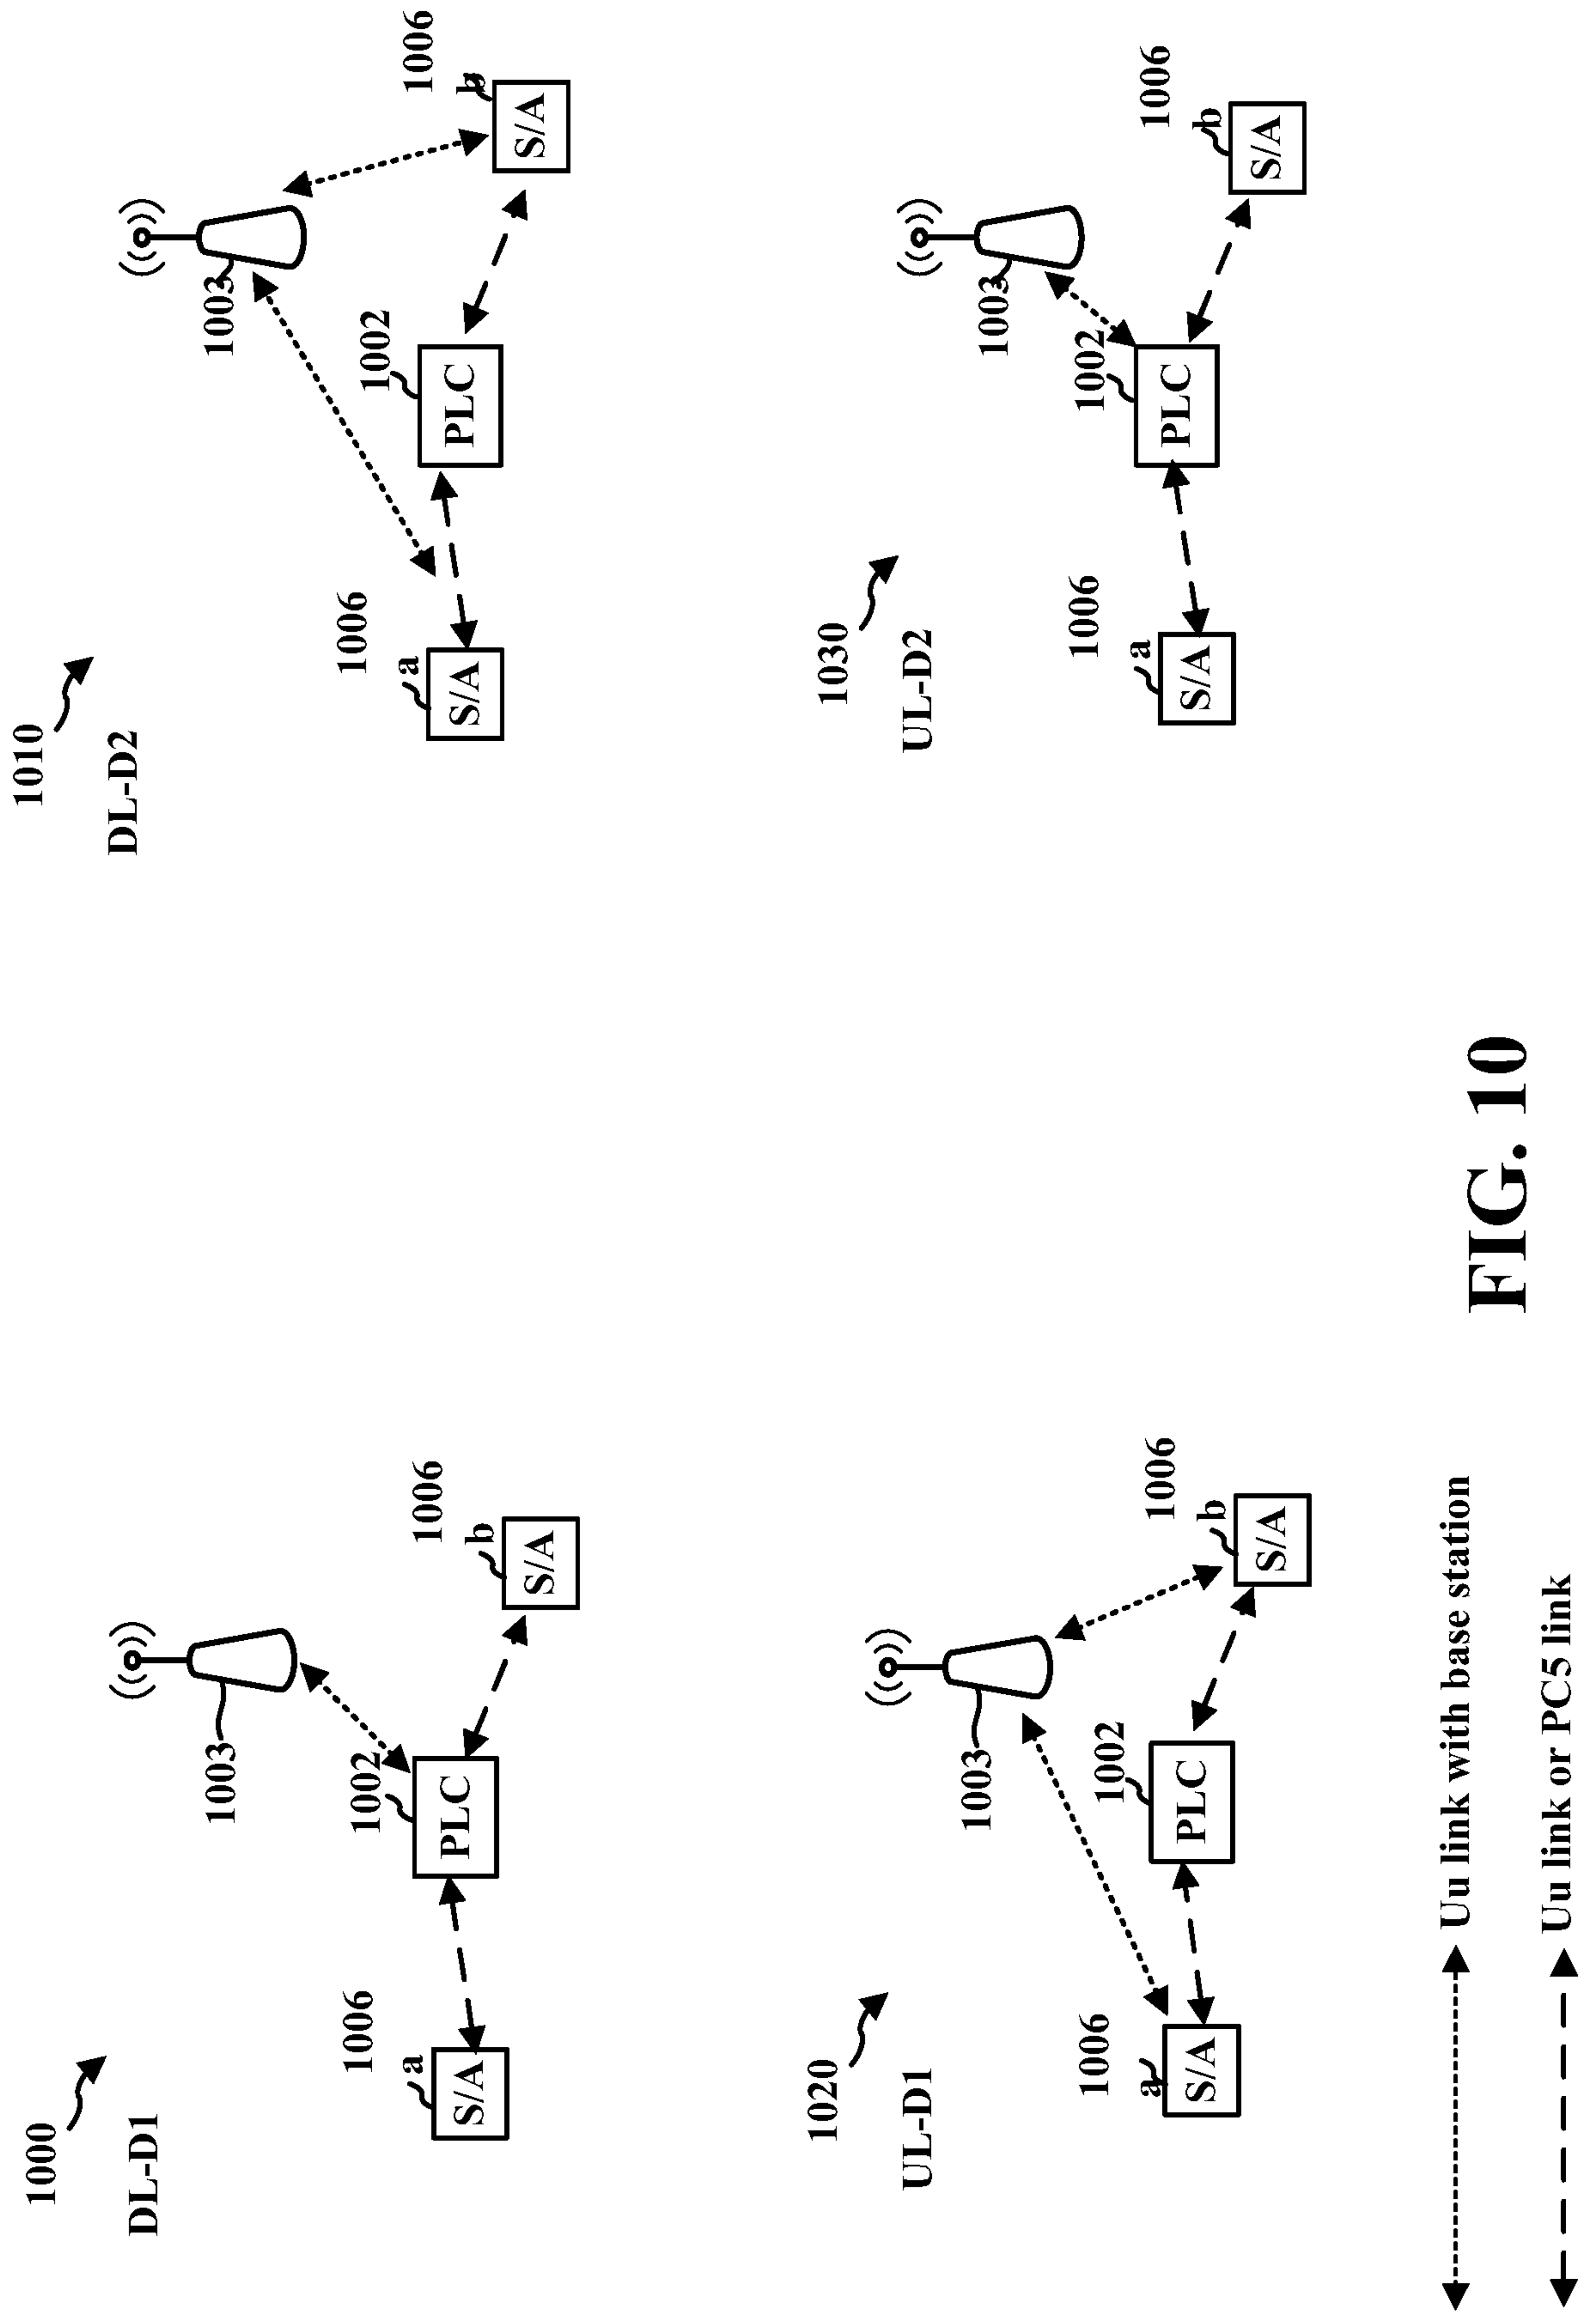 1000
DL-D1
1003
1002
PLC
1006
a
S/A
1006
b
S/A
1010
DL-D2
1003
1002
PLC
1006
a
S/A
1006
b
S/A
1020
UL-D1
1003
1002
PLC
1006
a
S/A
1006
b
S/A
1030
UL-D2
1003
1002
PLC
1006
a
S/A
1006
b
S/A
Uu link with base station
Uu link or PC5 link
FIG. 10